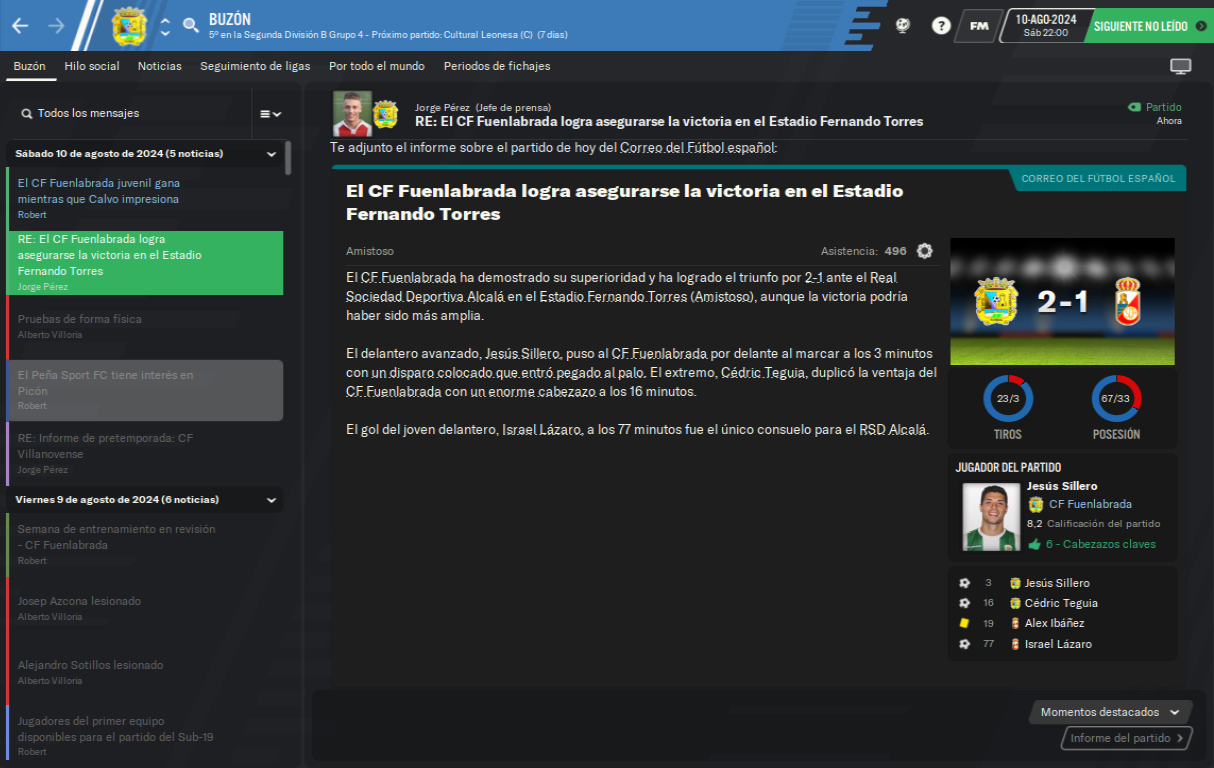 BUZÓN
5º en la Segunda División B Grupo 4 - Próximo partido: Cultural Leonesa (C) (7 días)
?
FM
10-AGO-2024
Sáb 22:00
SIGUIENTE NO LEÍDO
Buzón
Hilo social
Noticias
Seguimiento de ligas
Por todo el mundo
Periodos de fichajes
Todos los mensajes
Sábado 10 de agosto de 2024 (5 noticias)
El CF Fuenlabrada juvenil gana
mientras que Calvo impresiona
Robert
RE: El CF Fuenlabrada logra
asegurarse la victoria en el Estadio
Fernando Torres
Jorge Pérez
Pruebas de forma física
Alberto Villoria
El Peña Sport FC tiene interés en
Picón
Robert
RE: Informe de pretemporada: CF
Villanovense
Jorge Pérez
Viernes 9 de agosto de 2024 (6 noticias)
Semana de entrenamiento en revisión
- CF Fuenlabrada
Robert
Josep Azcona lesionado
Alberto Villoria
Alejandro Sotillos lesionado
Alberto Villoria
Jugadores del primer equipo
disponibles para el partido del Sub-19
Robert
Jorge Pérez (Jefe de prensa)
RE: El CF Fuenlabrada logra asegurarse la victoria en el Estadio Fernando Torres
Partido
Ahora
Te adjunto el informe sobre el partido de hoy del Correo del Fútbol español:
CORREO DEL FÚTBOL ESPAÑOL
El CF Fuenlabrada logra asegurarse la victoria en el Estadio
Fernando Torres
Amistoso
Asistencia: 496
El CF Fuenlabrada ha demostrado su superioridad y ha logrado el triunfo por 2-1 ante el Real
Sociedad Deportiva Alcalá en el Estadio Fernando Torres (Amistoso), aunque la victoria podría
haber sido más amplia.
El delantero avanzado, Jesús Sillero, puso al CF Fuenlabrada por delante al marcar a los 3 minutos
con un disparo colocado que entró pegado al palo. El extremo, Cédric Teguia, duplicó la ventaja del
CF Fuenlabrada con un enorme cabezazo a los 16 minutos.
El gol del joven delantero, Israel Lázaro, a los 77 minutos fue el único consuelo para el RSD Alcalá.
2-1
23/3
67/33
TIROS
POSESIÓN
JUGADOR DEL PARTIDO
Jesús Sillero
CF Fuenlabrada
8,2 Calificación del partido
6 - Cabezazos claves
3 Jesús Sillero
16 Cédric Teguia
19 Alex Ibáñez
77 Israel Lázaro
Momentos destacados
Informe del partido